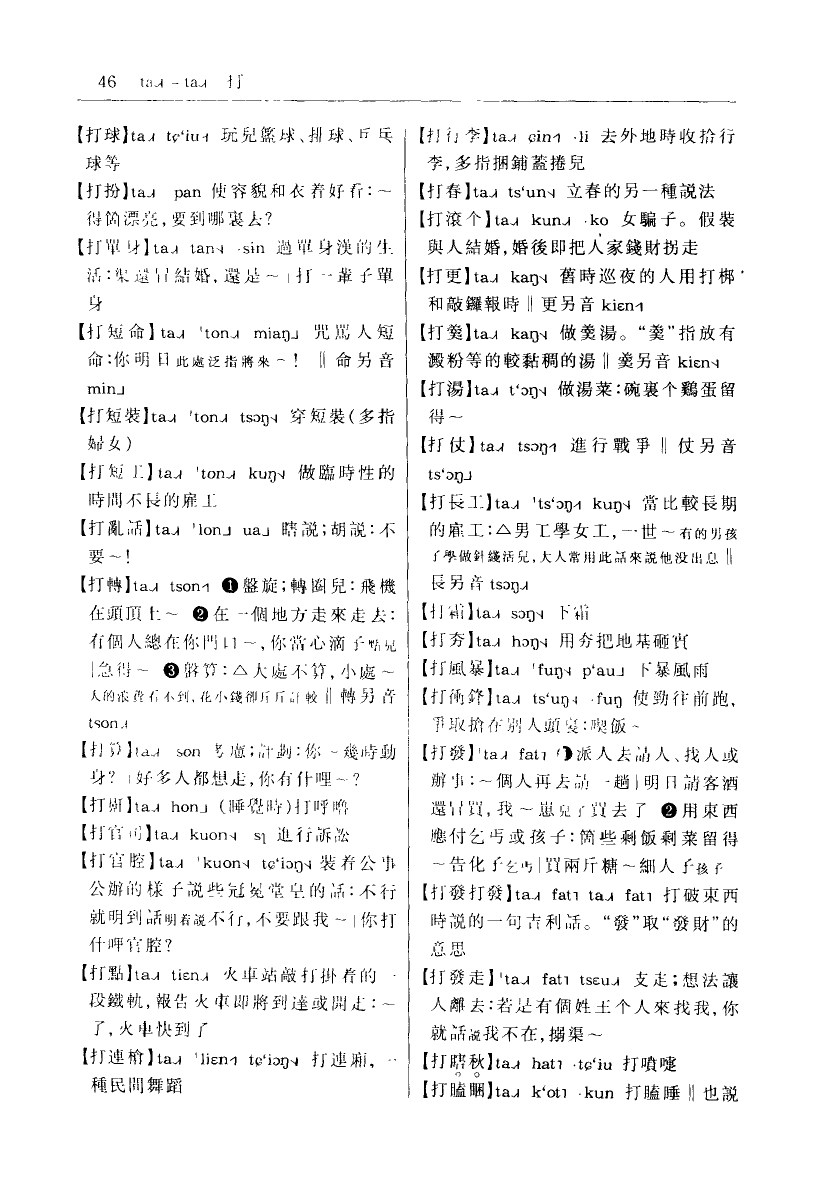 46 ta˩˧ – ta˩˧ 打
【打球】ta tɕʻiu 玩兒籃球、排球、乒乓
球等
【打扮】ta pan 使容貌和衣着好看：～
得箇漂亮，要到哪裏去？
【打單身】ta tan ·sin 過單身漢的生
活：渠還冒結婚，還是～|打一輩子單
身
【打短命】ta ˈton miaŋ 咒罵人短
命：你明日此處泛指將來～！‖命另音
min
【打短裝】ta ˈton tsɔŋ 穿短裝（多指
婦女）
【打短工】ta ˈton kuŋ 做臨時性的
時間不長的雇工
【打亂話】ta ˈlon ua 瞎説；胡説：不
要～！
【打轉】ta tson ❶盤旋；轉圈兒：飛機
在頭頂上～ ❷在一個地方走來走去：
有個人總在你門口～，你當心滴子點兒
|急得～ ❸盤算：△大處不算，小處～
人的浪費看不到，花小錢卻斤斤計較‖轉另音
tson
【打算】ta son 考慮；計劃：你～幾時動
身？|好多人都想走，你有什哩～？
【打鼾】ta hon （睡覺時）打呼嚕
【打官司】ta kuon sɿ 進行訴訟
【打官腔】ta ˈkuon tɕʻiɔŋ 裝着公事
公辦的樣子説些冠冕堂皇的話：不行
就明到話明着説不行，不要跟我～|你打
什哩官腔？
【打點】ta tiɛn 火車站敲打掛着的一
段鐵軌，報告火車即將到達或開走：～
了，火車快到了
【打連槍】ta ˈliɛn tɕʻiɔŋ 打連厢，一
種民間舞蹈
【打行李】ta ɕin ·li 去外地時收拾行
李，多指捆鋪蓋捲兒
【打春】ta tsʻun 立春的另一種説法
【打滾个】ta kun ·ko 女騙子。假裝
與人結婚，婚後即把人家錢財拐走
【打更】ta kaŋ 舊時巡夜的人用打梆
和敲鑼報時‖更另音 kiɛn
【打羹】ta kaŋ 做羹湯。“羹”指放有
澱粉等的較黏稠的湯‖羹另音 kiɛn
【打湯】ta tʻɔŋ 做湯菜：碗裏个鷄蛋留
得～
【打仗】ta tsɔŋ 進行戰爭‖仗另音
tsʻɔŋ
【打長工】ta ˈtsʻɔŋ kuŋ 當比較長期
的雇工：△男工學女工，一世～有的男孩
子學做針綫活兒，大人常用此話來説他没出息‖
長另音 tsɔŋ
【打霜】ta sɔŋ 下霜
【打夯】ta hɔŋ 用夯把地基砸實
【打風暴】ta ˈfuŋ pʻau 下暴風雨
【打衝鋒】ta tsʻuŋ ·fuŋ 使勁往前跑，
爭取搶在别人頭裏：喫飯～
【打發】ˈta fat ❶派人去請人、找人或
辦事：～個人再去請一趟|明日請客酒
還冒買，我～崽兒子買去了 ❷用東西
應付乞丐或孩子：箇些剩飯剩菜留得
～告化子乞丐|買兩斤糖～細人子孩子
【打發打發】ta fat ta fat 打破東西
時説的一句吉利話。“發”取“發財”的
意思
【打發走】ˈta fat tsɛu 支走；想法讓
人離去：若是有個姓王个人來找我，你
就話説我不在，搦渠～
【打瞎秋】ta hat ·tɕʻiu 打噴嚏
【打瞌睏】ta kʻot ·kun 打瞌睡‖也説